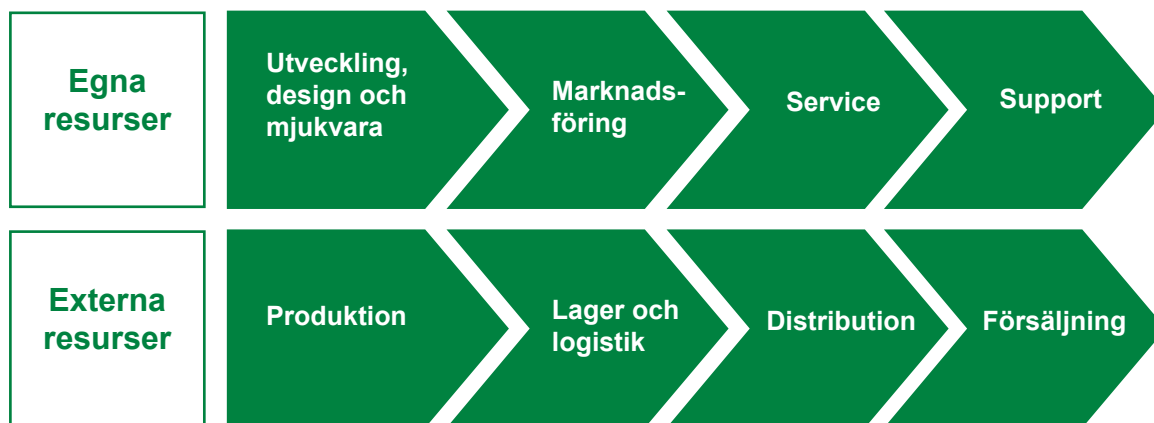 Egna
resurser
Utveckling,
design och
mjukvara
Marknads-
föring
Service
Support
Externa
resurser
Produktion
Lager och
logistik
Distribution
Försäljning